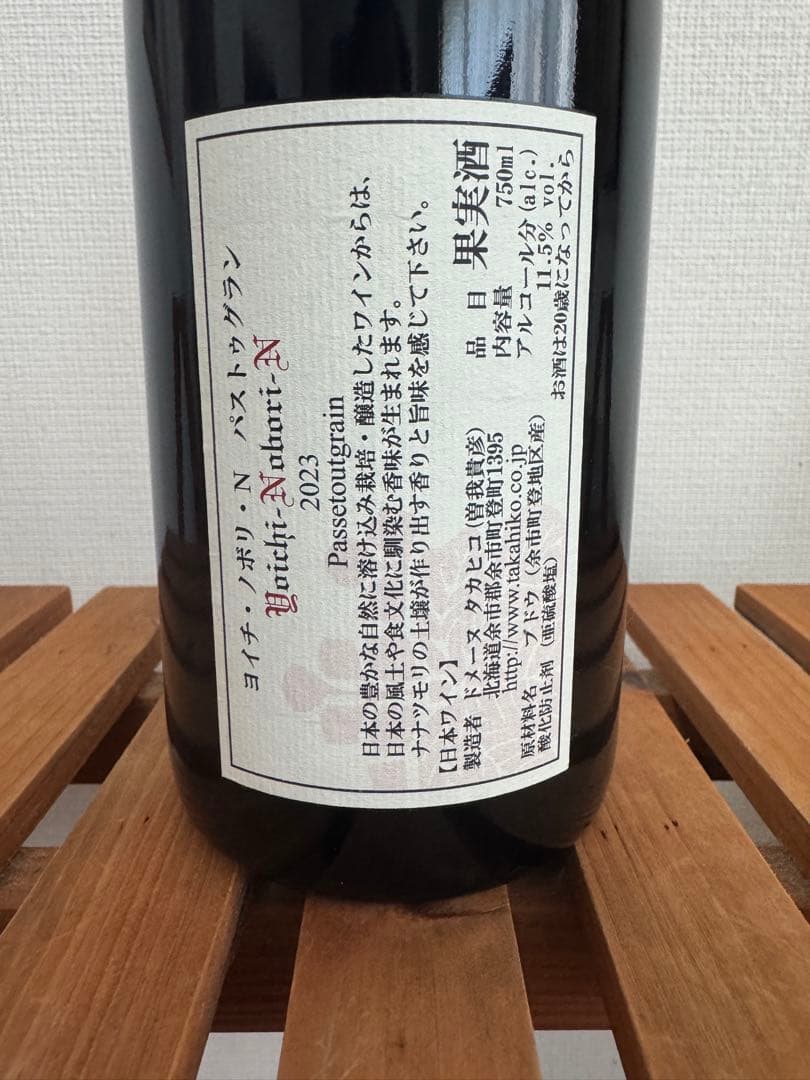 ヨイチ・ノボリ・N パストゥグラン
Yoichi-Nobori-N
2023
Passetoutgrain
日本の豊かな自然に溶け込み栽培・醸造したワインからは、
日本の風土や食文化に馴染む香味が生まれます。
ナナツモリの土壌が作り出す香りと旨味を感じて下さい。
【日本ワイン】
製造者 ドメーヌ タカヒコ(曽我貴彦)
北海道余市郡余市町登町1395
http://www.takahiko.co.jp
原材料名 ブドウ (余市町登地区産)
酸化防止剤 (亜硫酸塩)
品目 果実酒
内容量 750ml
アルコール分(alc.)
11.5% vol.
お酒は20歳になってから